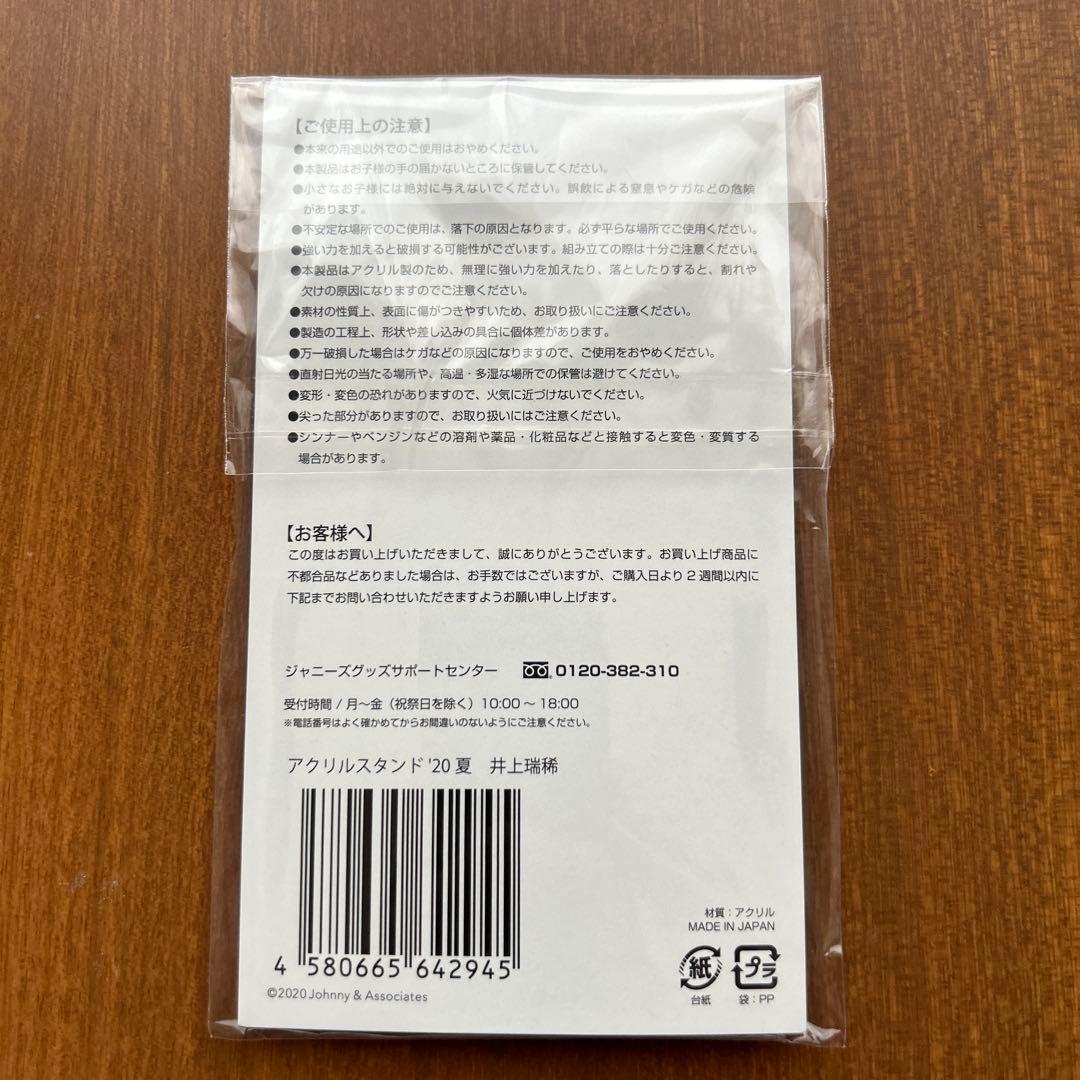 【ご使用上の注意】
●本来の用途以外でのご使用はおやめください。
●本製品はお子様の手の届かないところに保管してください。
●小さなお子様には絶対に与えないでください。誤飲による窒息やケガなどの危険
があります。
●不安定な場所でのご使用は、落下の原因となります。必ず平らな場所でご使用ください。
●強い力を加えると破損する可能性がございます。組み立ての際は十分ご注意ください。
●本製品はアクリル製のため、無理に強い力を加えたり、落としたりすると、割れや
欠けの原因になりますのでご注意ください。
●素材の性質上、表面に傷がつきやすいため、お取り扱いにご注意ください。
●製造の工程上、形状や差し込みの具合に個体差があります。
●万一破損した場合はケガなどの原因になりますので、ご使用をおやめください。
●直射日光の当たる場所や、高温・多湿な場所での保管は避けてください。
●変形・変色の恐れがありますので、火気に近づけないでください。
●尖った部分がありますので、お取り扱いにはご注意ください。
●シンナーやベンジンなどの溶剤や薬品・化粧品などと接触すると変色・変質する
場合があります。
【お客様へ】
この度はお買い上げいただきまして、誠にありがとうございます。お買い上げ商品に
不都合品などありました場合は、お手数ではございますが、ご購入日より2週間以内に
下記までお問い合わせいただきますようお願い申し上げます。
ジャニーズグッズサポートセンター 0120-382-310
受付時間 / 月～金（祝祭日を除く）10:00～18:00
※電話番号はよく確かめてからお間違いのないようにご注意ください。
アクリルスタンド '20 夏 井上瑞稀
4 580665 642945
©2020 Johnny & Associates
材質：アクリル
MADE IN JAPAN
紙 プラ
台紙 袋：PP